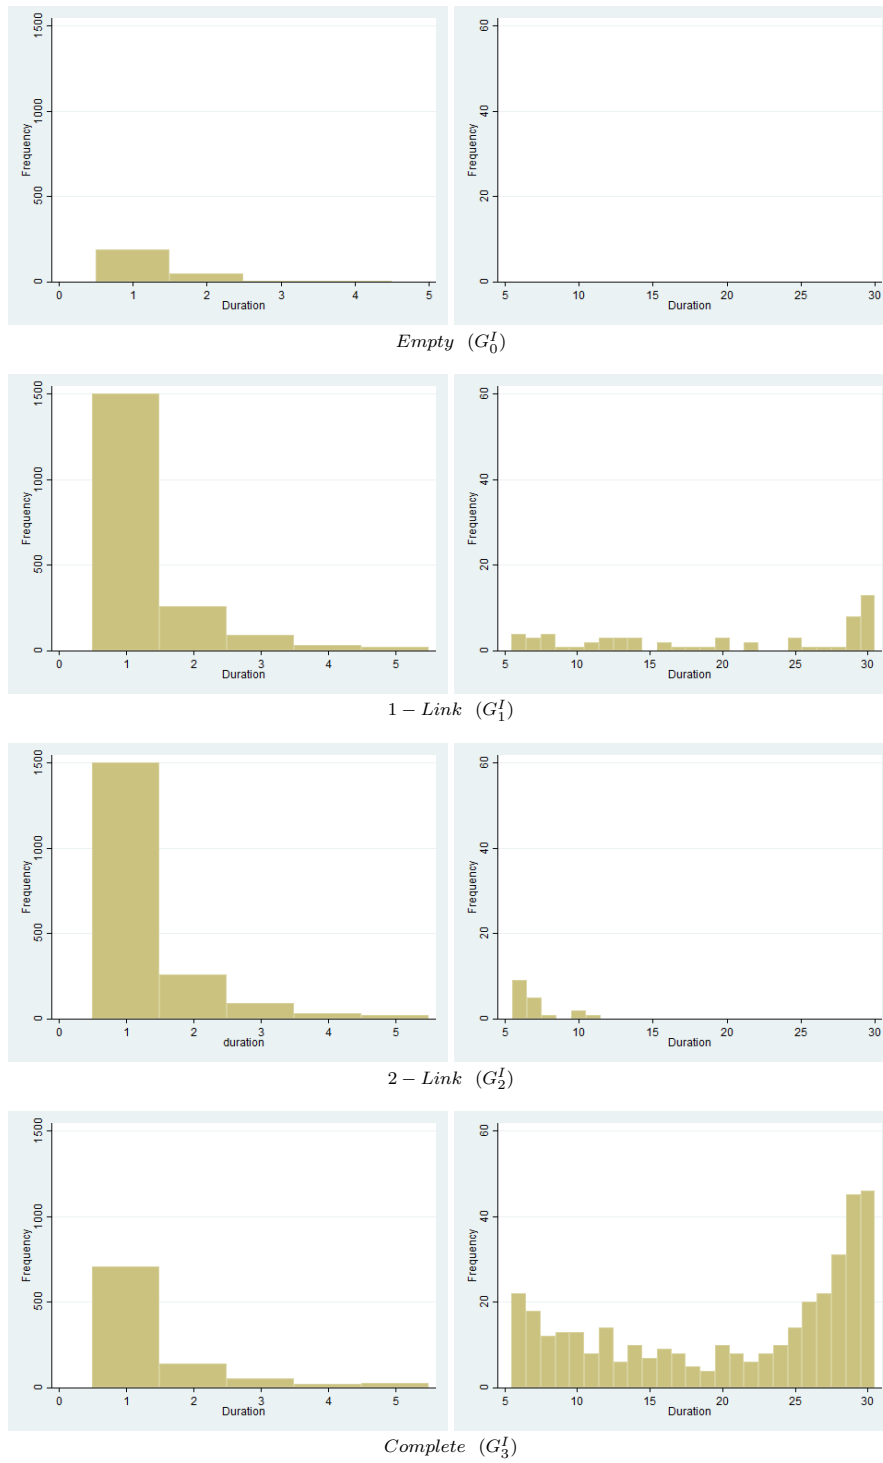 1500
1000
500
0
Frequency
0 1 2 3 4 5
Duration
60
40
20
0
Frequency
5 10 15 20 25 30
Duration
Empty (G_0^I)
1500
1000
500
0
Frequency
0 1 2 3 4 5
Duration
60
40
20
0
Frequency
5 10 15 20 25 30
Duration
1 − Link (G_1^I)
1500
1000
500
0
Frequency
0 1 2 3 4 5
duration
60
40
20
0
Frequency
5 10 15 20 25 30
Duration
2 − Link (G_2^I)
1500
1000
500
0
Frequency
0 1 2 3 4 5
Duration
60
40
20
0
Frequency
5 10 15 20 25 30
Duration
Complete (G_3^I)